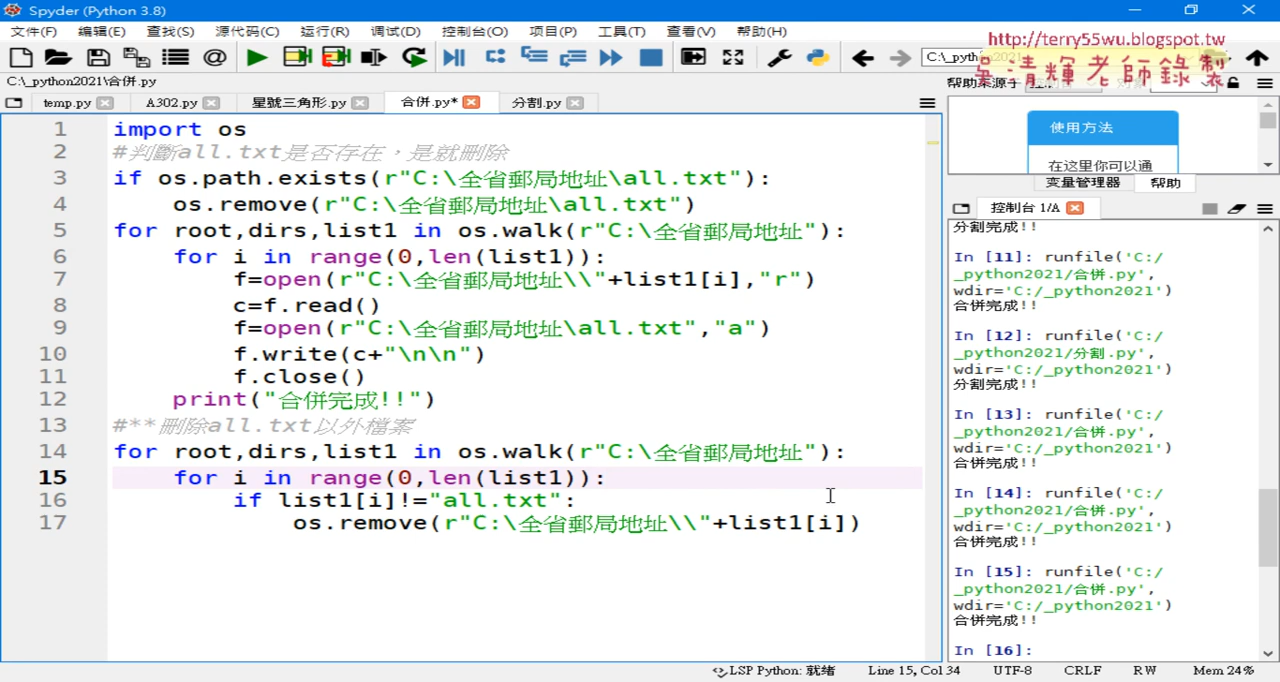 Spyder (Python 3.8)
文件(F) 编辑(E) 查找(S) 源代码(C) 运行(R) 调试(D) 控制台(O) 项目(P) 工具(T) 查看(V) 帮助(H)
http://terry55wu.blogspot.tw
吳清輝老師錄製
C:\_python2021\合併.py
temp.py A302.py 星號三角形.py 合併.py* 分割.py
1 import os
2 #判斷all.txt是否存在，是就刪除
3 if os.path.exists(r"C:\全省郵局地址\all.txt"):
4 os.remove(r"C:\全省郵局地址\all.txt")
5 for root,dirs,list1 in os.walk(r"C:\全省郵局地址"):
6 for i in range(0,len(list1)):
7 f=open(r"C:\全省郵局地址\\"+list1[i],"r")
8 c=f.read()
9 f=open(r"C:\全省郵局地址\all.txt","a")
10 f.write(c+"\n\n")
11 f.close()
12 print("合併完成!!")
13 #**刪除all.txt以外檔案
14 for root,dirs,list1 in os.walk(r"C:\全省郵局地址"):
15 for i in range(0,len(list1)):
16 if list1[i]!="all.txt":
17 os.remove(r"C:\全省郵局地址\\"+list1[i])
帮助来源于 控制台
使用方法
在这里你可以通
变量管理器 帮助
控制台 1/A
分割完成!!
In [11]: runfile('C:/
_python2021/合併.py',
wdir='C:/_python2021')
合併完成!!
In [12]: runfile('C:/
_python2021/分割.py',
wdir='C:/_python2021')
分割完成!!
In [13]: runfile('C:/
_python2021/合併.py',
wdir='C:/_python2021')
合併完成!!
In [14]: runfile('C:/
_python2021/合併.py',
wdir='C:/_python2021')
合併完成!!
In [15]: runfile('C:/
_python2021/合併.py',
wdir='C:/_python2021')
合併完成!!
In [16]:
LSP Python: 就绪 Line 15, Col 34 UTF-8 CRLF RW Mem 24%